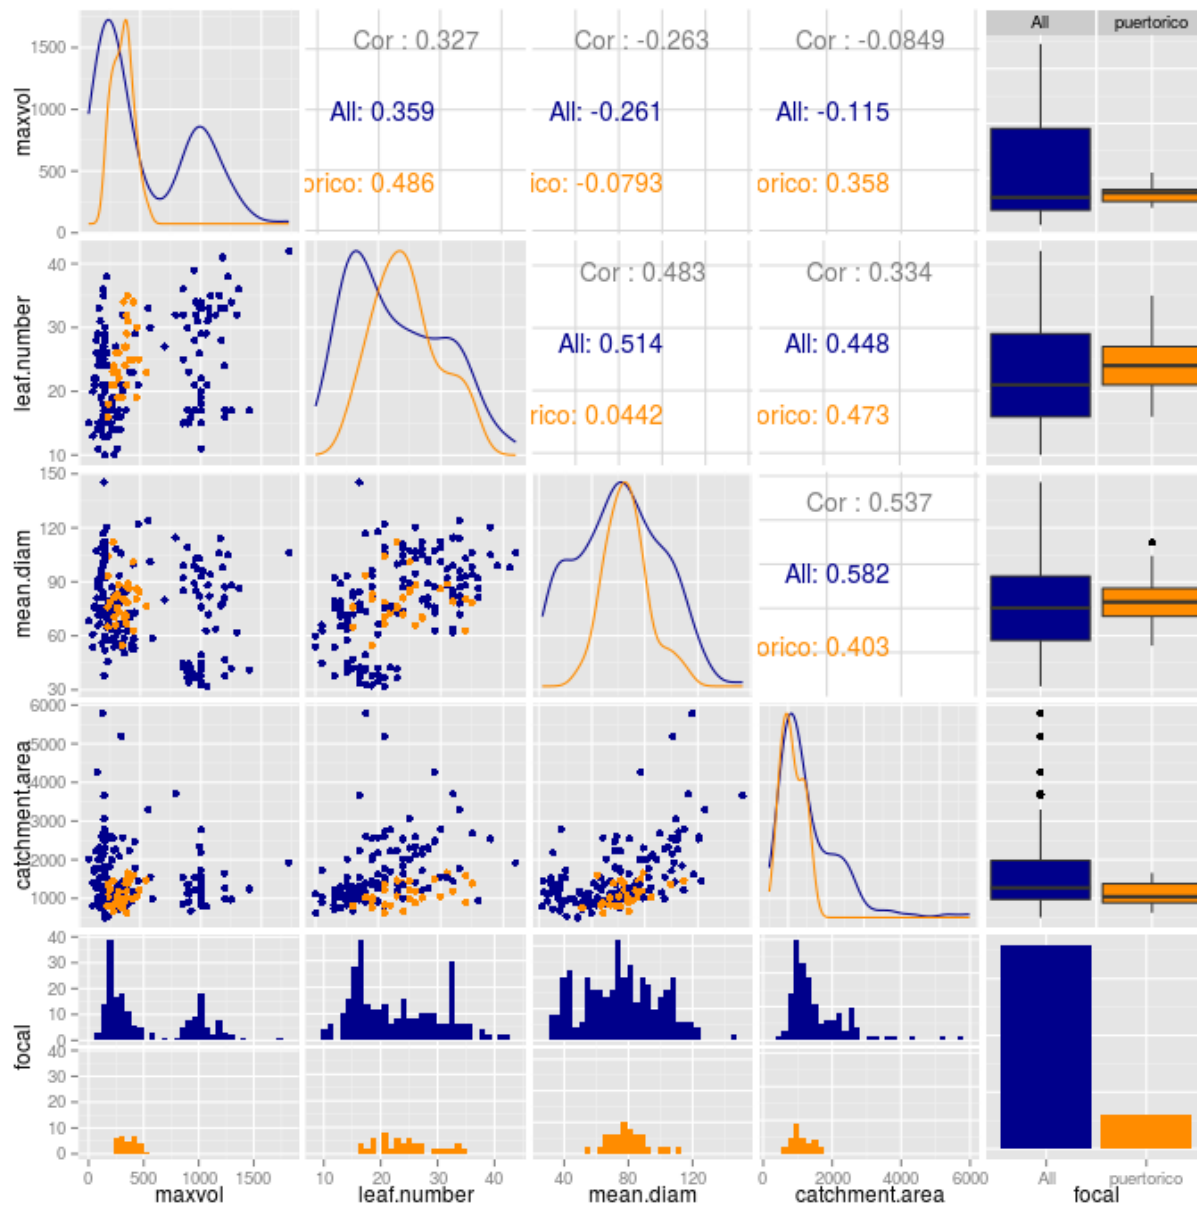 All puertorico
Cor : 0.327 Cor : -0.263 Cor : -0.0849
All: 0.359 All: -0.261 All: -0.115
orico: 0.486 ico: -0.0793 orico: 0.358
maxvol
1500
1000
500
0
Cor : 0.483 Cor : 0.334
All: 0.514 All: 0.448
rico: 0.0442 orico: 0.473
leaf.number
40
30
20
10
Cor : 0.537
All: 0.582
orico: 0.403
mean.diam
150
120
90
60
30
catchment.area
6000
5000
4000
3000
2000
1000
focal
40
30
20
10
0
40
30
20
10
0
0 500 1000 1500 10 20 30 40 40 80 120 0 2000 4000 6000 All puertorico
maxvol leaf.number mean.diam catchment.area focal